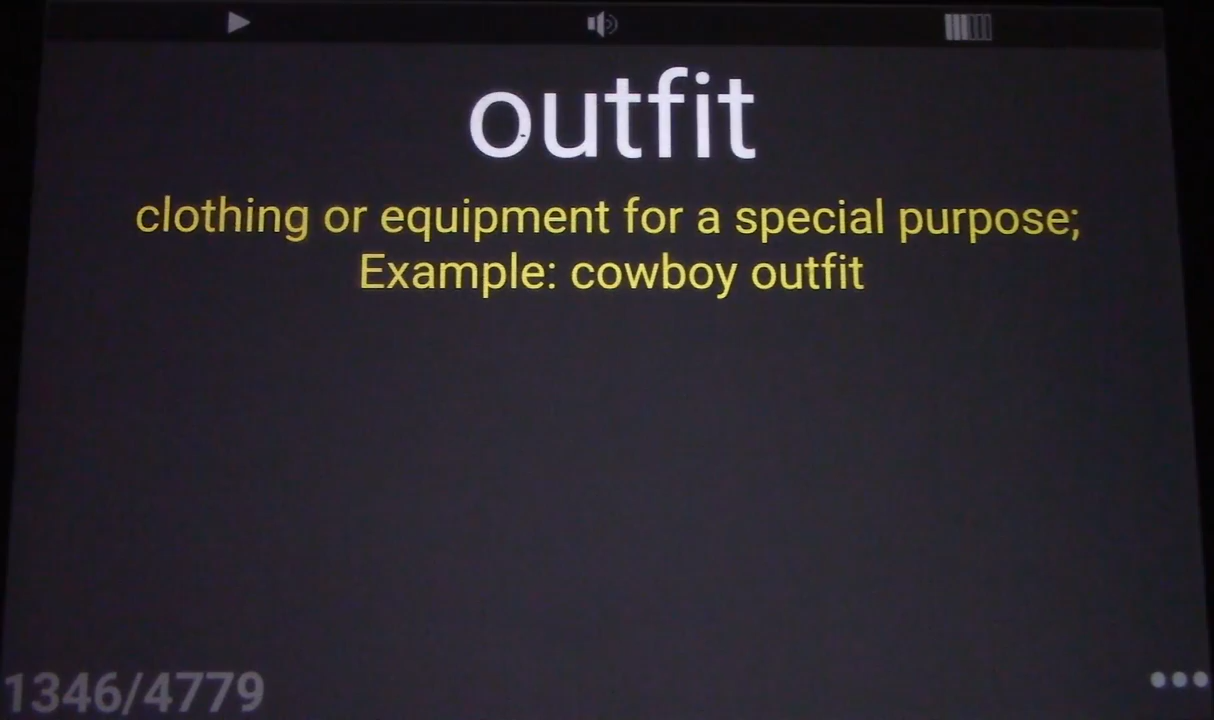 outfit
clothing or equipment for a special purpose;
Example: cowboy outfit
1346/4779